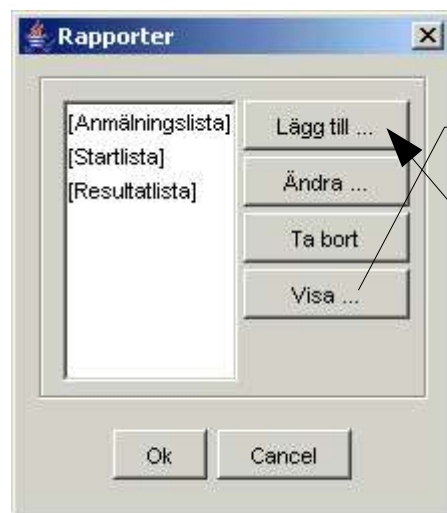 Rapporter
[Anmälningslista]
[Startlista]
[Resultatlista]
Lägg till ...
Ändra ...
Ta bort
Visa ...
Ok
Cancel